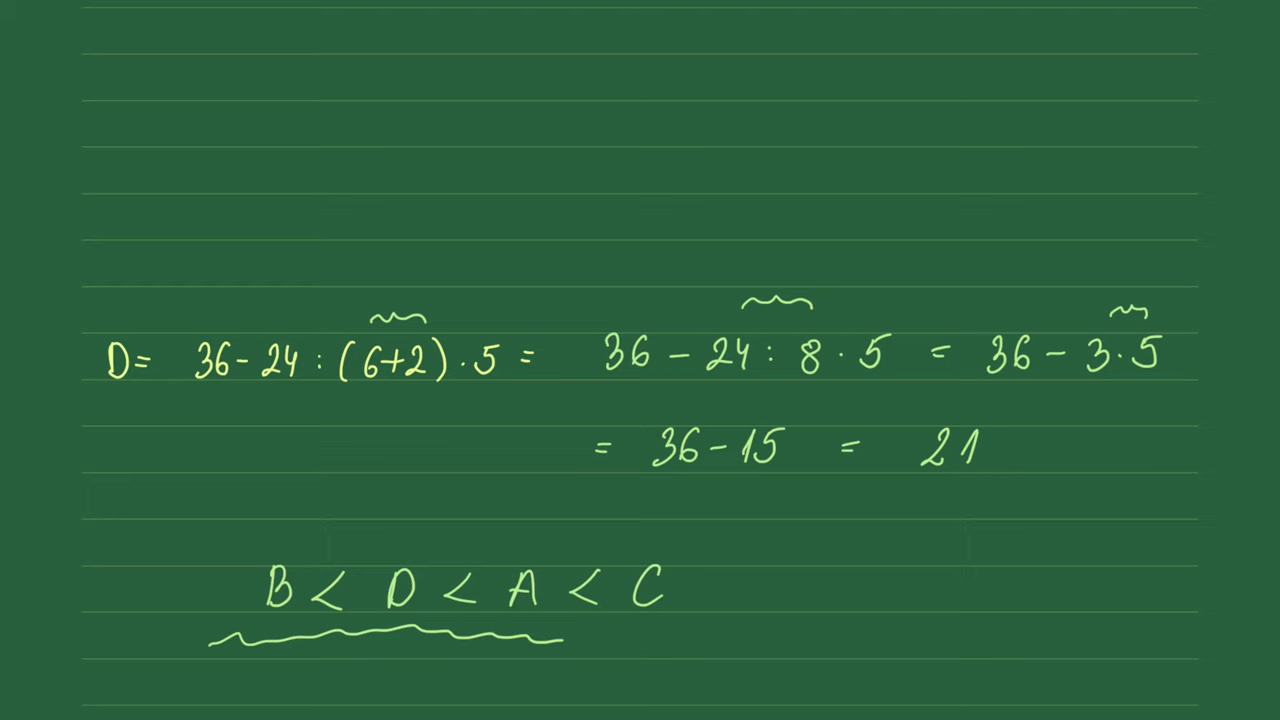 D= 36-24 : (6+2) · 5 = 36 - 24 : 8 · 5 = 36 - 3 · 5
= 36 - 15 = 21
B < D < A < C